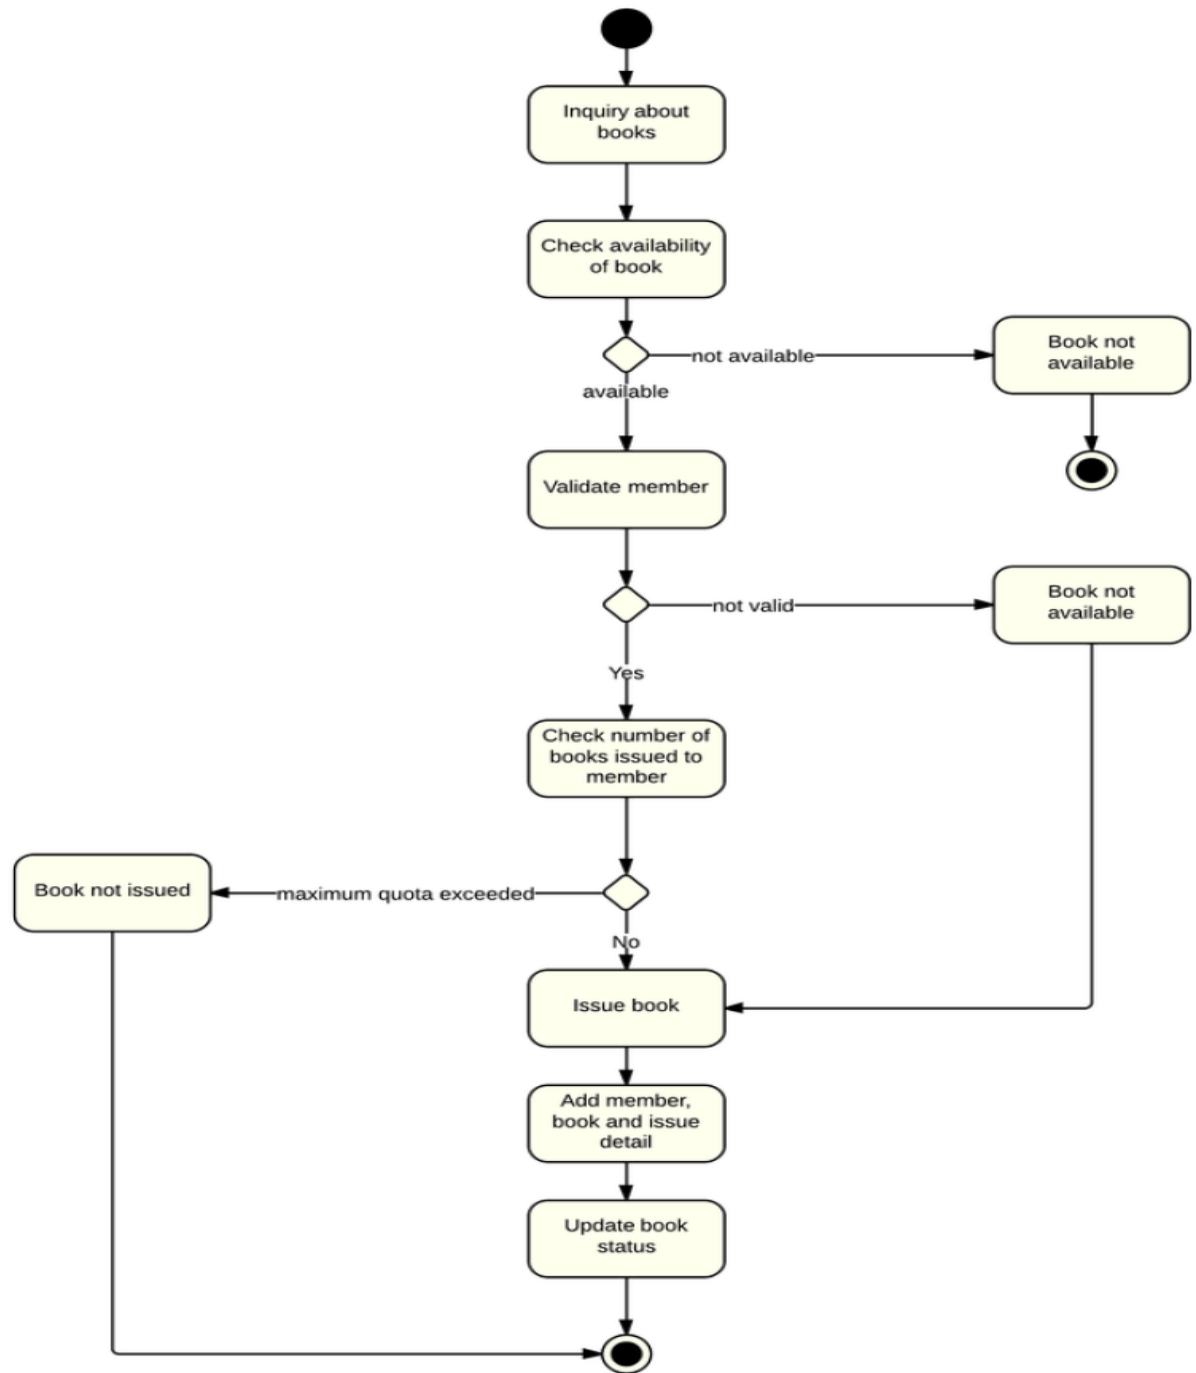 Inquiry about
books
Check availability
of book
not available
Book not
available
available
Validate member
not valid
Book not
available
Yes
Check number of
books issued to
member
Book not issued
maximum quota exceeded
No
Issue book
Add member,
book and issue
detail
Update book
status